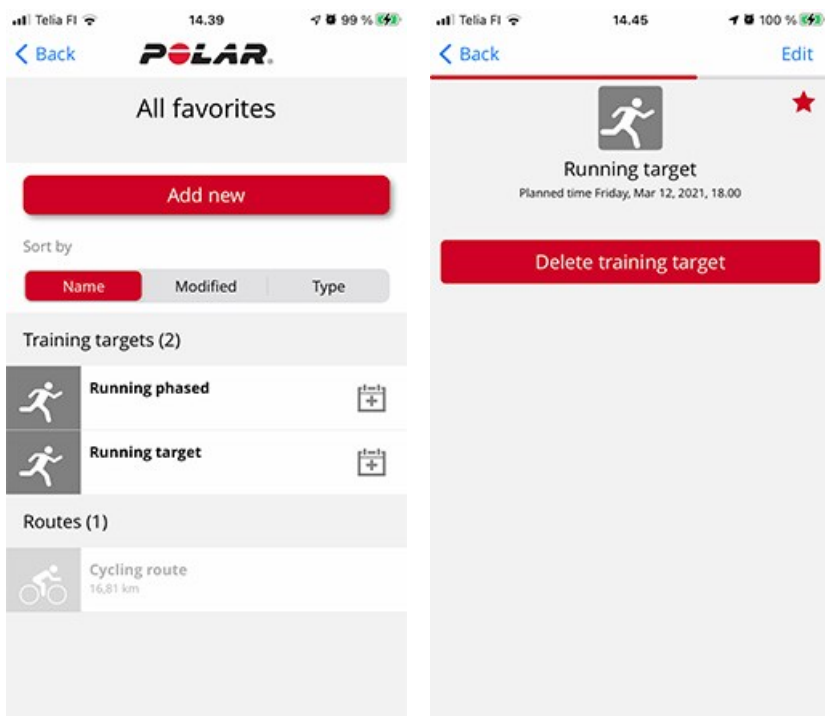 Telia FI 14.39 99 %
Back POLAR.
All favorites
Add new
Sort by
Name Modified Type
Training targets (2)
Running phased
Running target
Routes (1)
Cycling route
16,81 km
Telia FI 14.45 100 %
Back Edit
Running target
Planned time Friday, Mar 12, 2021, 18.00
Delete training target